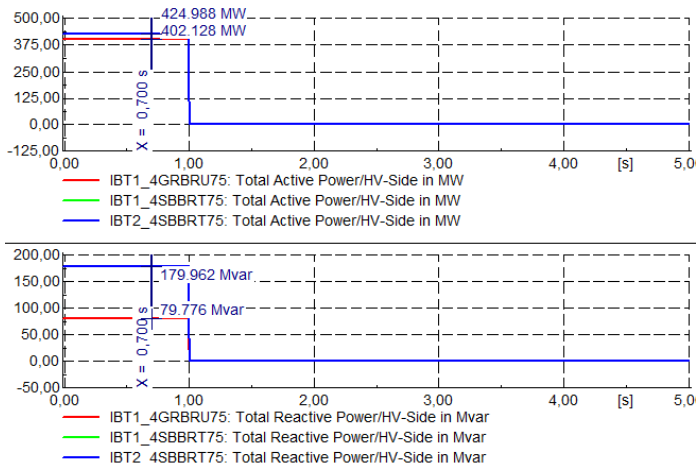 500,00
424.988 MW
402.128 MW
375,00
250,00
125,00
0,00
-125,00
X = 0,700 s
0,00 1,00 2,00 3,00 4,00 [s] 5,00
IBT1_4GRBRU75: Total Active Power/HV-Side in MW
IBT1_4SBBRT75: Total Active Power/HV-Side in MW
IBT2_4SBBRT75: Total Active Power/HV-Side in MW
200,00
179.962 Mvar
150,00
100,00
79.776 Mvar
50,00
0,00
-50,00
X = 0,700 s
0,00 1,00 2,00 3,00 4,00 [s] 5,00
IBT1_4GRBRU75: Total Reactive Power/HV-Side in Mvar
IBT1_4SBBRT75: Total Reactive Power/HV-Side in Mvar
IBT2_4SBBRT75: Total Reactive Power/HV-Side in Mvar